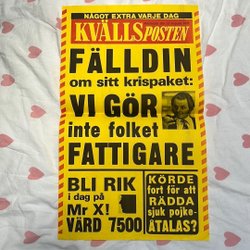 NÅGOT EXTRA VARJE DAG
KVÄLLSPOSTEN
FÄLLDIN
om sitt krispaket:
VI GÖR
inte folket
FATTIGARE
BLI RIK
i dag på
Mr X!
VÄRD 7500
KÖRDE
fort för att
RÄDDA
sjuk pojke-
ÅTALAS?